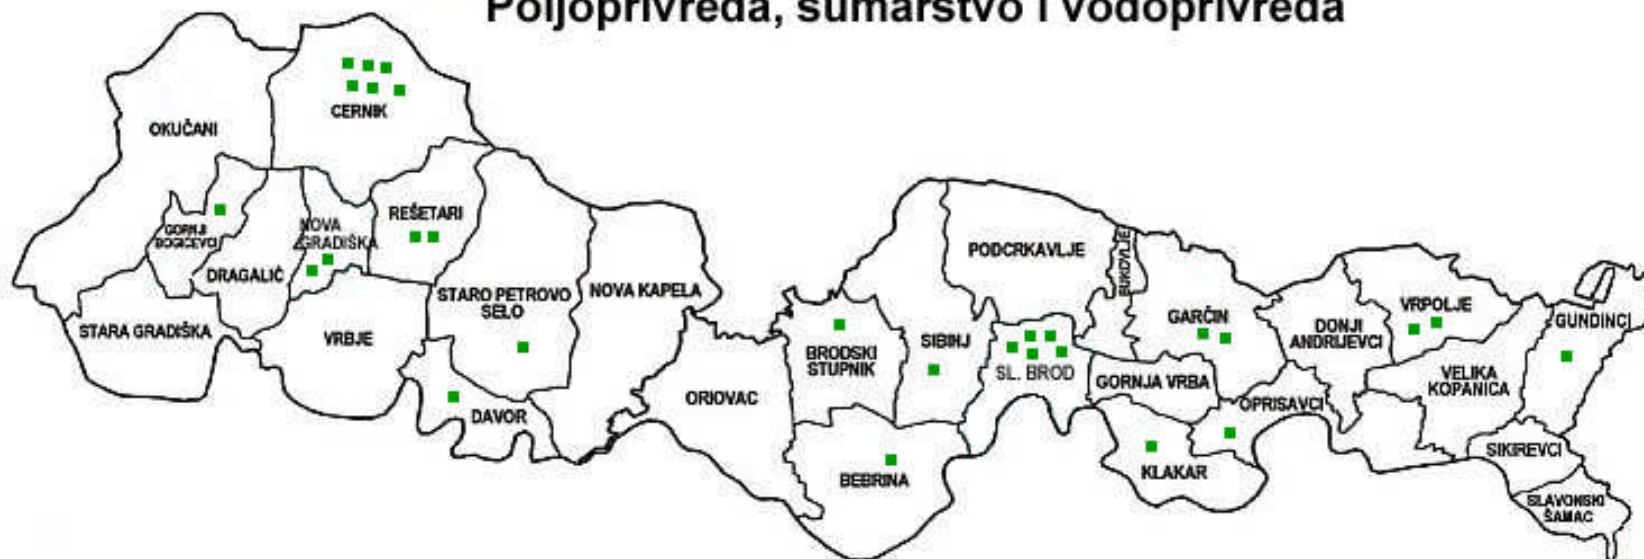 Poljoprivreda, šumarstvo i vodoprivreda
CERNIK
OKUČANI
REŠETARI
NOVA
GRADIŠKA
GORNJI
BOGIĆEVCI
DRAGALIĆ
STARA GRADIŠKA
VRBJE
STARO PETROVO
SELO
NOVA KAPELA
DAVOR
ORIOVAC
BRODSKI
STUPNIK
SIBINJ
BEBRINA
PODCRKAVLJE
BUKOVLJE
SL. BROD
GARČIN
GORNJA VRBA
OPRISAVCI
KLAKAR
DONJI
ANDRIJEVCI
VRPOLJE
VELIKA
KOPANICA
GUNDINCI
SIKIREVCI
SLAVONSKI
ŠAMAC